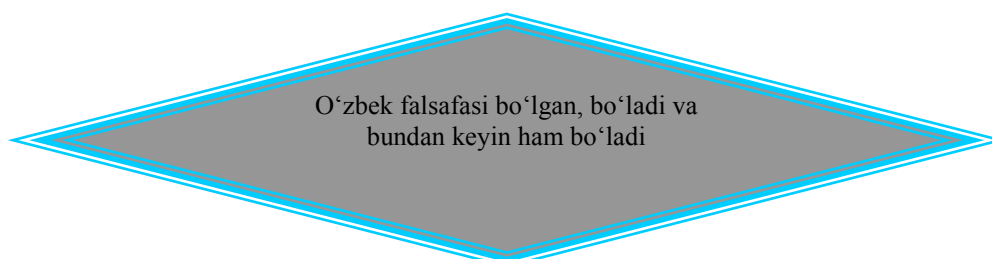 O‘zbek falsafasi bo‘lgan, bo‘ladi va
bundan keyin ham bo‘ladi